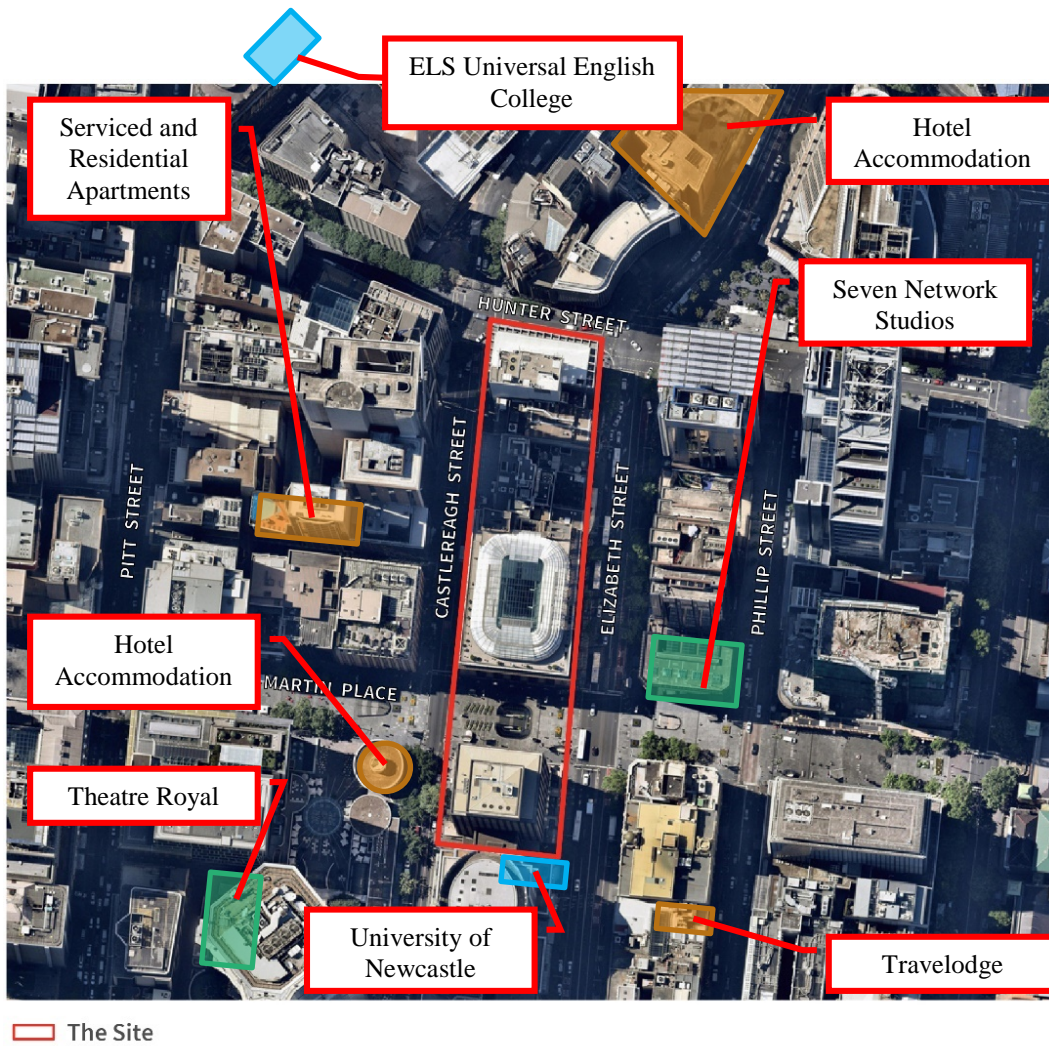 ELS Universal English
College
Serviced and
Residential
Apartments
Hotel
Accommodation
Seven Network
Studios
HUNTER STREET
PITT STREET
CASTLEREAGH STREET
ELIZABETH STREET
PHILLIP STREET
Hotel
Accommodation
MARTIN PLACE
Theatre Royal
University of
Newcastle
Travelodge
The Site